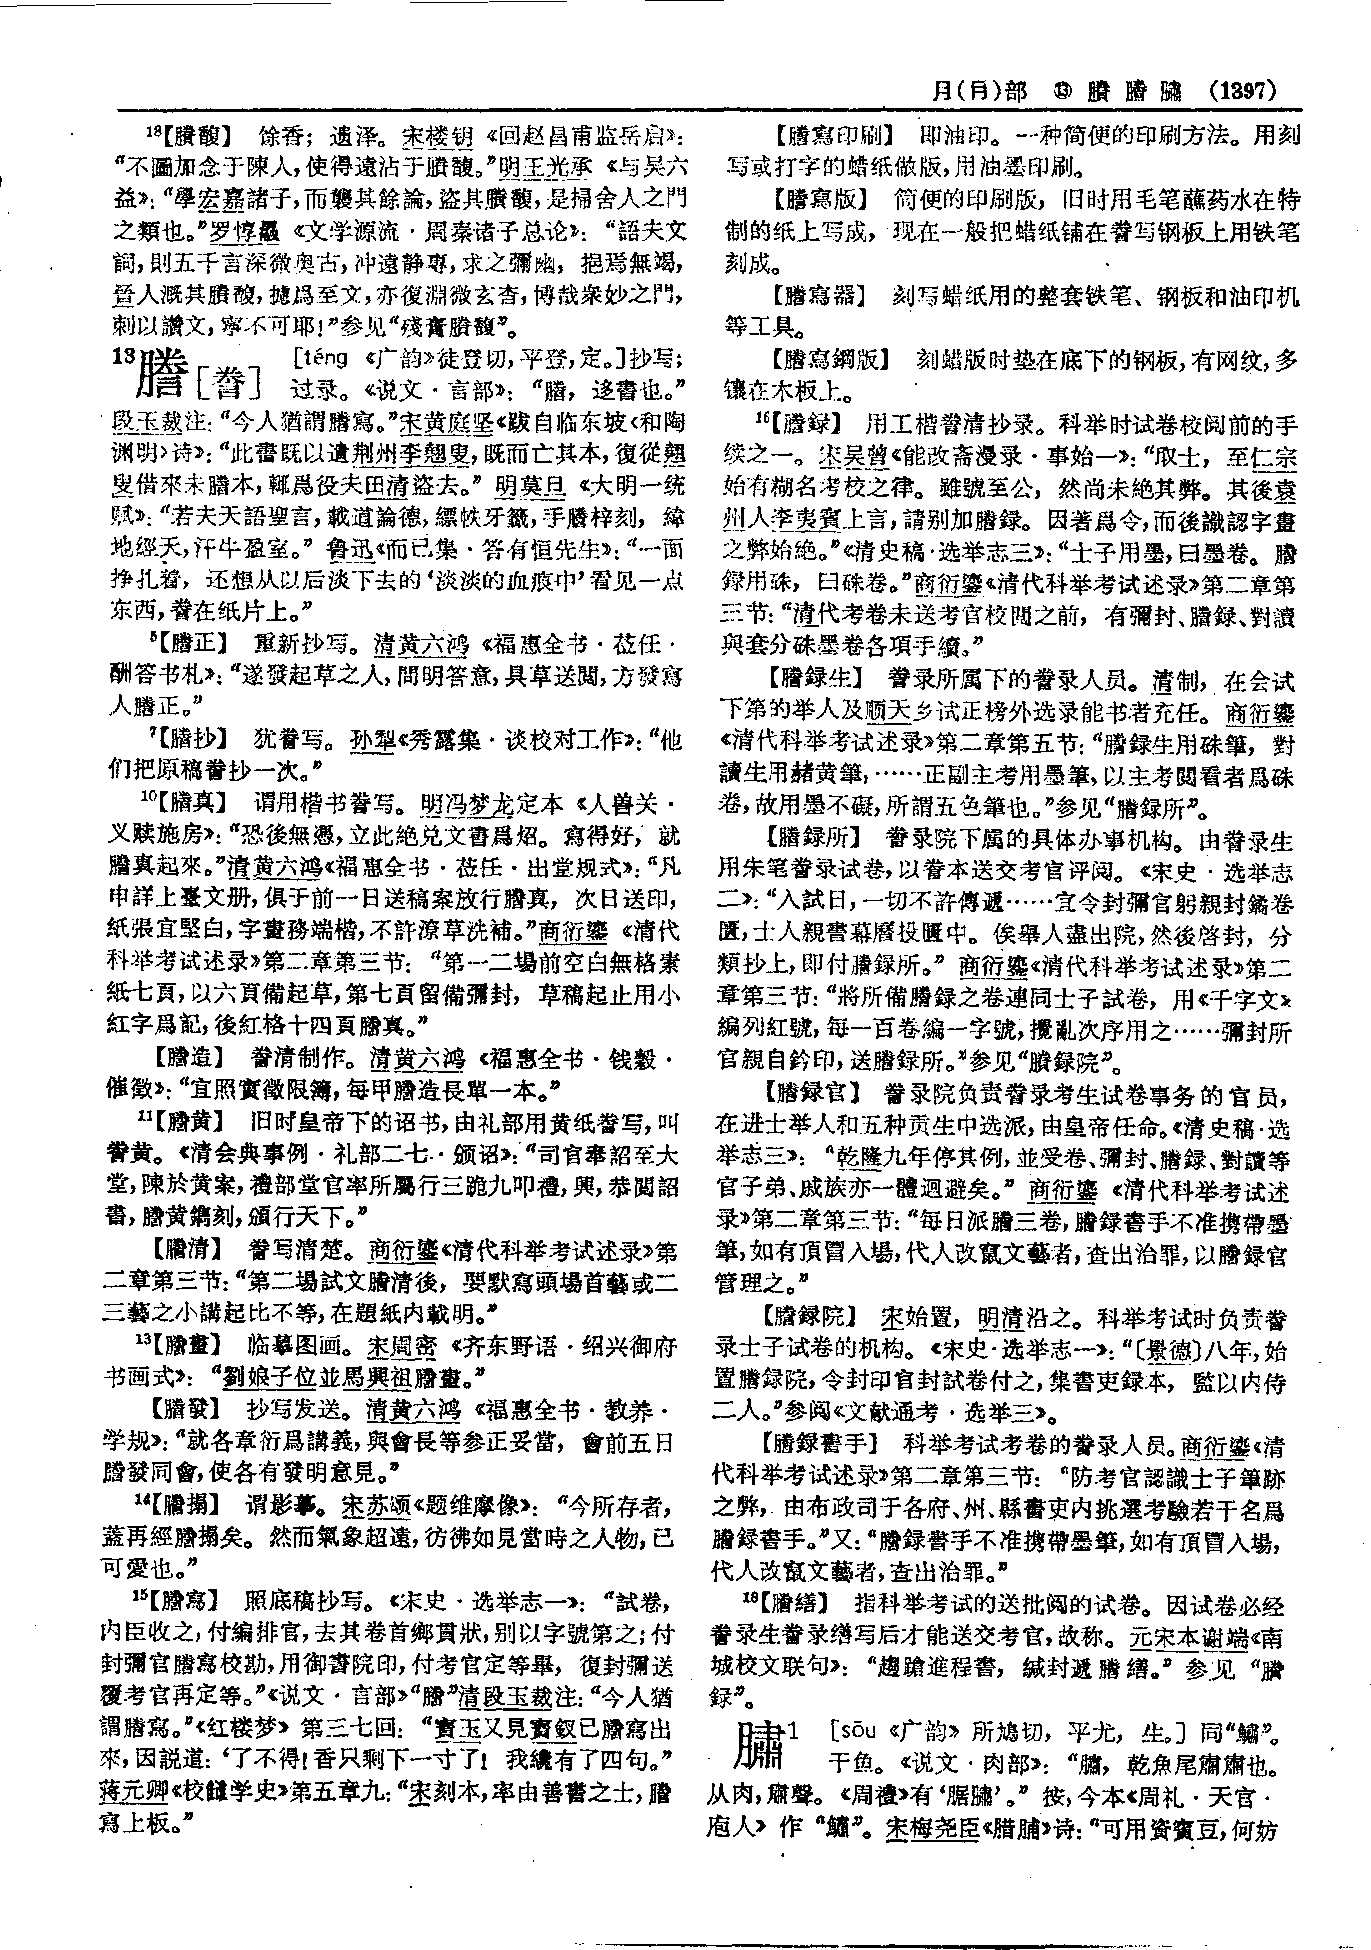 月(⺼)部 ⑬ 賸 謄 膅 (1397)
¹⁸【賸馥】 馀香；遗泽。宋楼钥《回赵昌甫监岳启》：
“不圖加念于陳人，使得遠沾于賸馥。”明王光承《与吴六
益》：“學宏嘉諸子，而襲其餘論，盜其賸馥，是掃舍人之門
之類也。”罗惇曧《文学源流·周秦诸子总论》：“語夫文
詞，則五千言深微奥古，冲遠静專，求之彌幽，挹焉無竭，
晉人溉其賸馥，摅爲至文，亦復淵微玄杳，博哉衆妙之門，
刺以讚文，寧不可耶！”参见“殘膏賸馥”。
13謄[誊] [téng 《广韵》徒登切，平登，定。]抄写；
过录。《说文·言部》：“謄，迻書也。”
段玉裁注：“今人猶謂謄寫。”宋黄庭坚《跋自临东坡〈和陶
渊明〉诗》：“此書既以遺荆州李翹叟，既而亡其本，復從翹
叟借來未謄本，輒爲役夫田清盗去。”明莫旦《大明一统
赋》：“若夫天語聖言，載道論德，縹帙牙籤，手謄梓刻，緯
地經天，汗牛盈室。”鲁迅《而已集·答有恒先生》：“一面
挣扎着，还想从以后淡下去的‘淡淡的血痕中’看见一点
东西，誊在纸片上。”
⁵【謄正】 重新抄写。清黄六鸿《福惠全书·莅任·
酬答书札》：“遂發起草之人，問明答意，具草送閲，方發寫
人謄正。”
⁷【謄抄】 犹誊写。孙犁《秀露集·谈校对工作》：“他
们把原稿誊抄一次。”
¹⁰【謄真】 谓用楷书誊写。明冯梦龙定本《人兽关·
义赎施房》：“恐後無憑，立此絶兑文書爲炤。寫得好，就
謄真起來。”清黄六鸿《福惠全书·莅任·出堂规式》：“凡
申詳上臺文册，俱于前一日送稿案放行謄真，次日送印，
紙張宜堅白，字畫務端楷，不許潦草洗補。”商衍鎏《清代
科举考试述录》第二章第三节：“第一二場前空白無格素
紙七頁，以六頁備起草，第七頁留備彌封，草稿起止用小
紅字爲記，後紅格十四頁謄真。”
【謄造】 誊清制作。清黄六鸿《福惠全书·钱穀·
催徵》：“宜照實徵限簿，每甲謄造長單一本。”
¹¹【謄黄】 旧时皇帝下的诏书，由礼部用黄纸誊写，叫
誊黄。《清会典事例·礼部二七·颁诏》：“司官奉詔至大
堂，陳於黄案，禮部堂官率所屬行三跪九叩禮，興，恭閲詔
書，謄黄鐫刻，頒行天下。”
【謄清】 誊写清楚。商衍鎏《清代科举考试述录》第
二章第三节：“第二場試文謄清後，要默寫頭場首藝或二
三藝之小講起比不等，在題紙内載明。”
¹³【謄畫】 临摹图画。宋周密《齐东野语·绍兴御府
书画式》：“劉娘子位並馬興祖謄畫。”
【謄發】 抄写发送。清黄六鸿《福惠全书·教养·
学规》：“就各章衍爲講義，與會長等参正妥當，會前五日
謄發同會，使各有發明意見。”
¹⁴【謄搨】 谓影摹。宋苏颂《题维摩像》：“今所存者，
蓋再經謄搨矣。然而氣象超遠，彷彿如見當時之人物，已
可愛也。”
¹⁵【謄寫】 照底稿抄写。《宋史·选举志一》：“試卷，
内臣收之，付編排官，去其卷首鄉貫狀，别以字號第之；付
封彌官謄寫校勘，用御書院印，付考官定等畢，復封彌送
覆考官再定等。”《说文·言部》“謄”清段玉裁注：“今人猶
謂謄寫。”《红楼梦》第三七回：“寶玉又見寶釵已謄寫出
來，因説道：‘了不得！香只剩下一寸了！我纔有了四句。”
蒋元卿《校讎学史》第五章九：“宋刻本，率由善書之士，謄
寫上板。”
【謄寫印刷】 即油印。一种简便的印刷方法。用刻
写或打字的蜡纸做版，用油墨印刷。
【謄寫版】 简便的印刷版，旧时用毛笔蘸药水在特
制的纸上写成，现在一般把蜡纸铺在誊写钢板上用铁笔
刻成。
【謄寫器】 刻写蜡纸用的整套铁笔、钢板和油印机
等工具。
【謄寫鋼版】 刻蜡版时垫在底下的钢板，有网纹，多
镶在木板上。
¹⁶【謄録】 用工楷誊清抄录。科举时试卷校阅前的手
续之一。宋吴曾《能改斋漫录·事始一》：“取士，至仁宗
始有糊名考校之律。雖號至公，然尚未絶其弊。其後袁
州人李夷賓上言，請别加謄録。因著爲令，而後識認字畫
之弊始絶。”《清史稿·选举志三》：“士子用墨，曰墨卷。謄
録用硃，曰硃卷。”商衍鎏《清代科举考试述录》第二章第
三节：“清代考卷未送考官校閲之前，有彌封、謄録、對讀
與套分硃墨卷各項手續。”
【謄録生】 誊录所属下的誊录人员。清制，在会试
下第的举人及顺天乡试正榜外选录能书者充任。商衍鎏
《清代科举考试述录》第二章第五节：“謄録生用硃筆，對
讀生用赭黄筆，……正副主考用墨筆，以主考閲看者爲硃
卷，故用墨不礙，所謂五色筆也。”参见“謄録所”。
【謄録所】 誊录院下属的具体办事机构。由誊录生
用朱笔誊录试卷，以誊本送交考官评阅。《宋史·选举志
二》：“入試日，一切不許傳遞……宜令封彌官躬親封鐍卷
匭，士人親書幕曆投匭中。俟舉人盡出院，然後啓封，分
類抄上，即付謄録所。”商衍鎏《清代科举考试述录》第二
章第三节：“將所備謄録之卷連同士子試卷，用《千字文》
編列紅號，每一百卷編一字號，攪亂次序用之……彌封所
官親自鈐印，送謄録所。”参见“謄録院”。
【謄録官】 誊录院负责誊录考生试卷事务的官员，
在进士举人和五种贡生中选派，由皇帝任命。《清史稿·选
举志三》：“乾隆九年停其例，並受卷、彌封、謄録、對讀等
官子弟、戚族亦一體迴避矣。”商衍鎏《清代科举考试述
录》第二章第三节：“每日派謄三卷，謄録書手不准携帶墨
筆，如有頂冒入場，代人改竄文藝者，查出治罪，以謄録官
管理之。”
【謄録院】 宋始置，明清沿之。科举考试时负责誊
录士子试卷的机构。《宋史·选举志一》：“〔景德〕八年，始
置謄録院，令封印官封試卷付之，集書吏録本，監以内侍
二人。”参阅《文献通考·选举三》。
【謄録書手】 科举考试考卷的誊录人员。商衍鎏《清
代科举考试述录》第二章第三节：“防考官認識士子筆跡
之弊，由布政司于各府、州、縣書吏内挑選考驗若干名爲
謄録書手。”又：“謄録書手不准携帶墨筆，如有頂冒入場，
代人改竄文藝者，查出治罪。”
¹⁸【謄繕】 指科举考试的送批阅的试卷。因试卷必经
誊录生誊录缮写后才能送交考官，故称。元宋本谢端《南
城校文联句》：“趨蹌進程書，緘封遞謄繕。”参见“謄
録”。
膅1 [sōu 《广韵》所鳩切，平尤，生。]同“鱐”。
干鱼。《说文·肉部》：“膅，乾魚尾膅膅也。
从肉，肅聲。《周禮》有‘腒膅’。”按，今本《周礼·天官·
庖人》作“鱐”。宋梅尧臣《腊脯》诗：“可用資賓豆，何妨